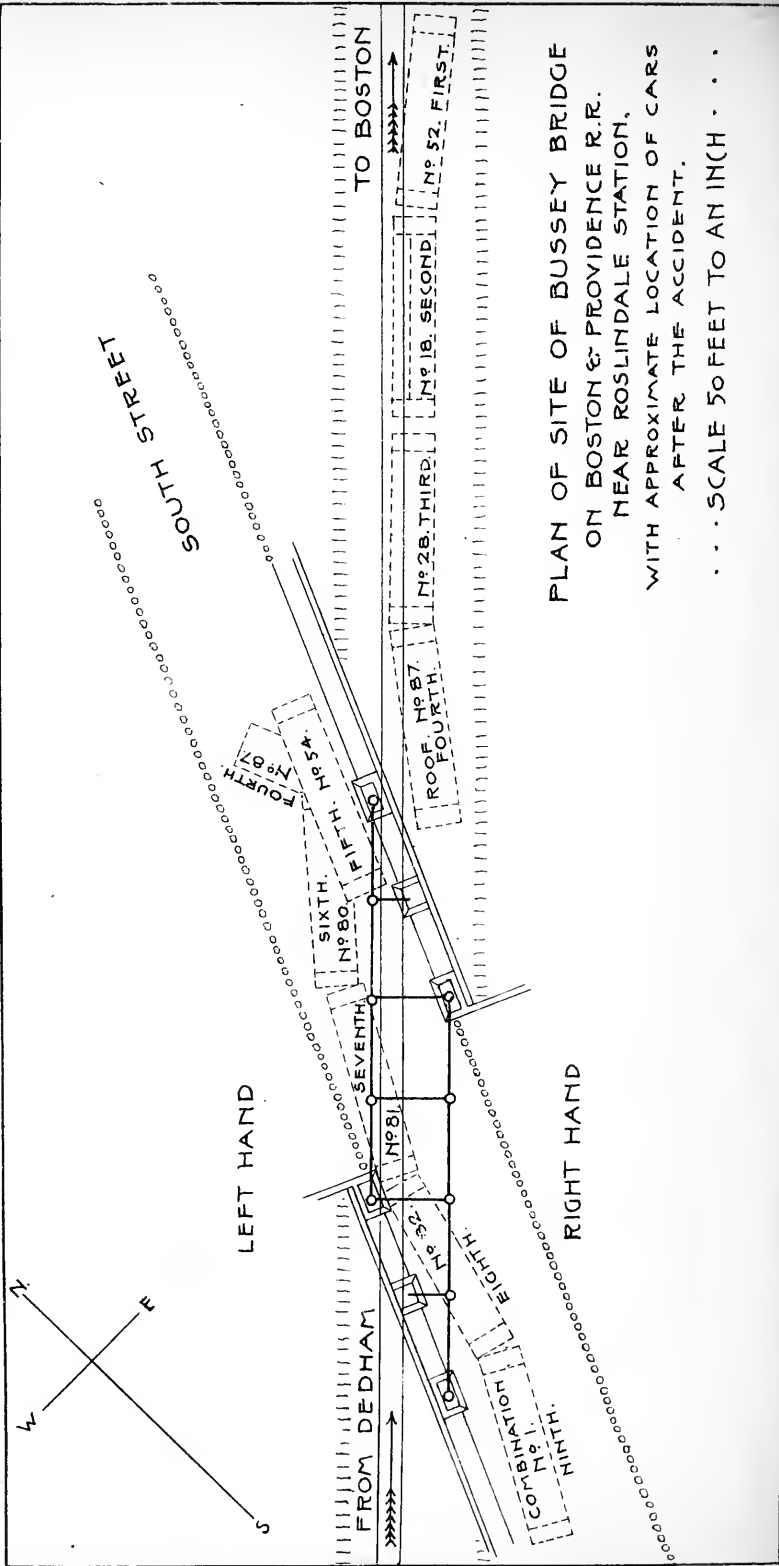 N.
E
W
S
LEFT HAND
SOUTH STREET
FROM DEDHAM
TO BOSTON
FOURTH
Nº 87.
FIFTH. Nº 54.
SIXTH.
Nº 80.
SEVENTH.
Nº 81.
Nº 32.
EIGHTH.
COMBINATION
Nº 1.
NINTH.
ROOF. Nº 87.
FOURTH.
Nº 28. THIRD.
Nº 18. SECOND
Nº 52. FIRST.
RIGHT HAND
PLAN OF SITE OF BUSSEY BRIDGE
ON BOSTON & PROVIDENCE R.R.
NEAR ROSLINDALE STATION,
WITH APPROXIMATE LOCATION OF CARS
AFTER THE ACCIDENT.
. . . SCALE 50 FEET TO AN INCH . . .